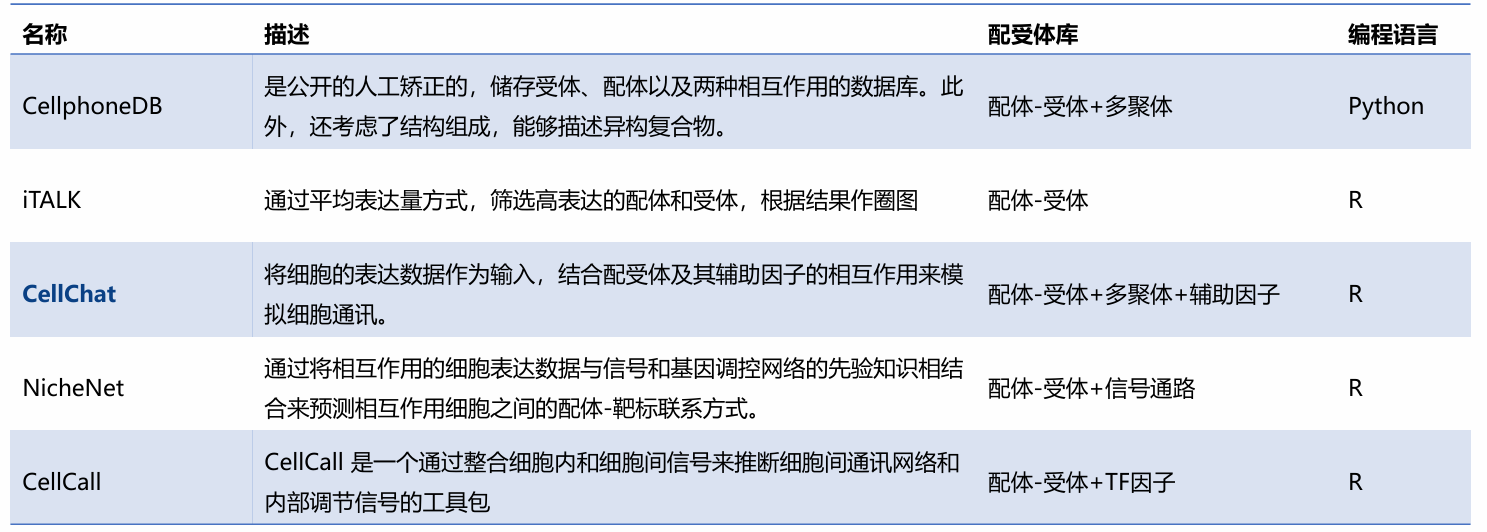 名称 描述 配受体库 编程语言
CellphoneDB 是公开的人工矫正的，储存受体、配体以及两种相互作用的数据库。此 配体-受体+多聚体 Python
外，还考虑了结构组成，能够描述异构复合物。
iTALK 通过平均表达量方式，筛选高表达的配体和受体，根据结果作圈图 配体-受体 R
CellChat 将细胞的表达数据作为输入，结合配受体及其辅助因子的相互作用来模 配体-受体+多聚体+辅助因子 R
拟细胞通讯。
NicheNet 通过将相互作用的细胞表达数据与信号和基因调控网络的先验知识相结 配体-受体+信号通路 R
合来预测相互作用细胞之间的配体-靶标联系方式。
CellCall CellCall 是一个通过整合细胞内和细胞间信号来推断细胞间通讯网络和 配体-受体+TF因子 R
内部调节信号的工具包